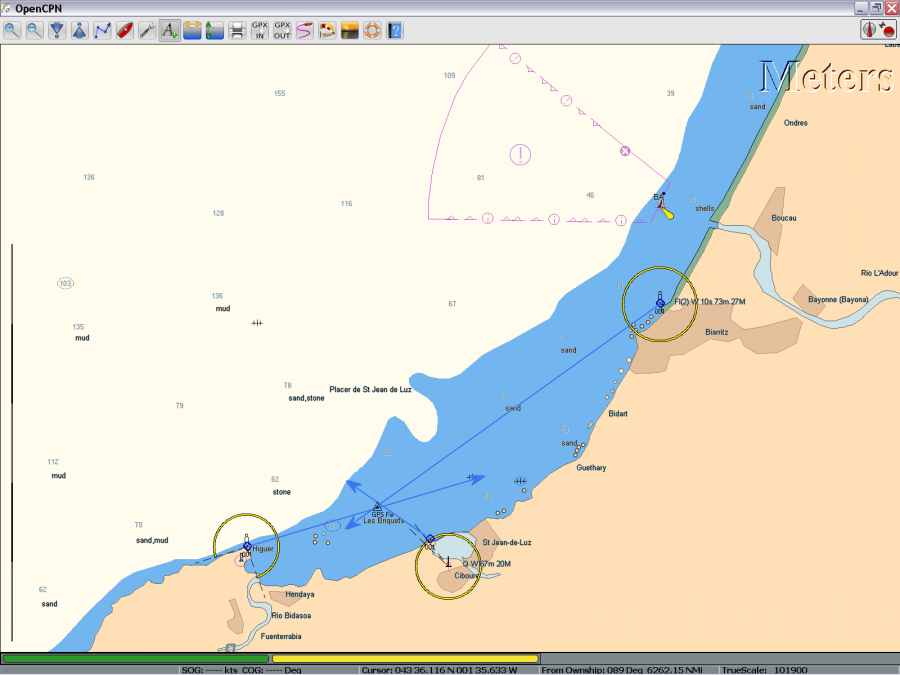 OpenCPN
GPX IN
GPX OUT
Meters
109
155
39
sand
Ondres
136
81
46
116
128
BA
shells
Boucau
103
Rio L'Adour
136
mud
67
Fl(2) W 10s 73m 27M
Bayonne (Bayona)
135
mud
Biarritz
sand
78
sand,stone
Placer de St Jean de Luz
79
sand
Bidart
sand
Guethary
112
mud
62
stone
GPS Fa
Les Briquets
70
sand,mud
Higuer
St Jean-de-Luz
Q W 67m 20M
Ciboure
62
sand
Hendaya
Rio Bidasoa
Fuenterrabia
SOG: ----- kts COG: ----- Deg
Cursor: 043 36.116 N 001 35.633 W
From Ownship: 089 Deg 6262.15 NMi
TrueScale: 101900